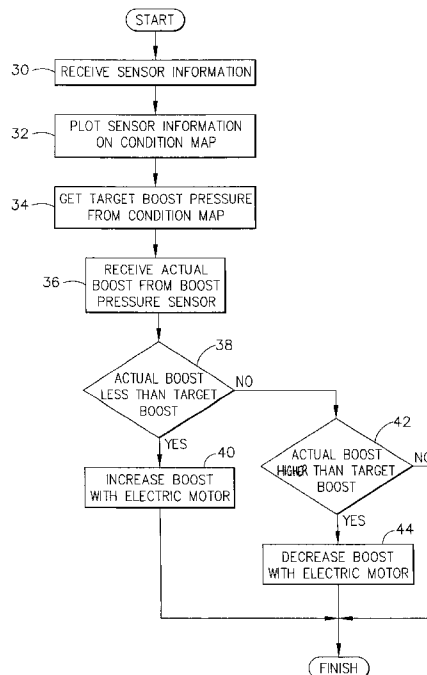 START
30
RECEIVE SENSOR INFORMATION
32
PLOT SENSOR INFORMATION
ON CONDITION MAP
34
GET TARGET BOOST PRESSURE
FROM CONDITION MAP
36
RECEIVE ACTUAL
BOOST FROM BOOST
PRESSURE SENSOR
38
ACTUAL BOOST
LESS THAN TARGET
BOOST
NO
YES
40
INCREASE BOOST
WITH ELECTRIC MOTOR
42
ACTUAL BOOST
HIGHER THAN TARGET
BOOST
NO
YES
44
DECREASE BOOST
WITH ELECTRIC MOTOR
FINISH